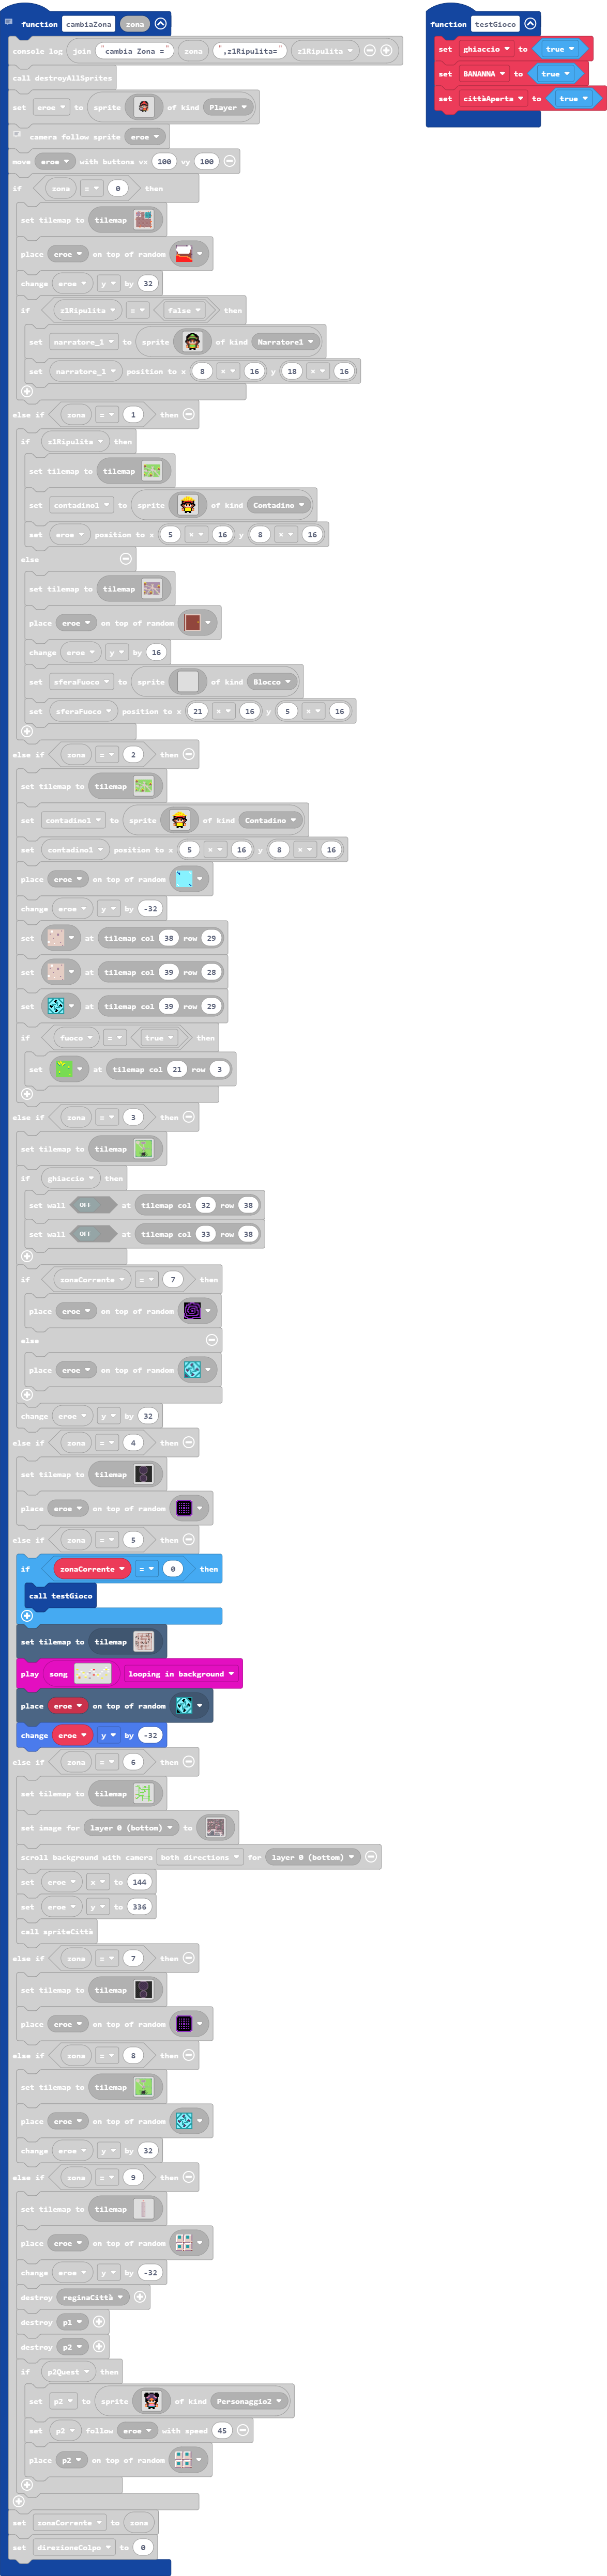 function cambiaZona zona
console log join "cambia Zona =" zona ",z1Ripulita=" z1Ripulita
call destroyAllSprites
set eroe to sprite of kind Player
camera follow sprite eroe
move eroe with buttons vx 100 vy 100
if zona = 0 then
set tilemap to tilemap
place eroe on top of random
change eroe y by 32
if z1Ripulita = false then
set narratore_1 to sprite of kind Narratore1
set narratore_1 position to x 8 × 16 y 18 × 16
else if zona = 1 then
if z1Ripulita then
set tilemap to tilemap
set contadino1 to sprite of kind Contadino
set eroe position to x 5 × 16 y 8 × 16
else
set tilemap to tilemap
place eroe on top of random
change eroe y by 16
set sferaFuoco to sprite of kind Blocco
set sferaFuoco position to x 21 × 16 y 5 × 16
else if zona = 2 then
set tilemap to tilemap
set contadino1 to sprite of kind Contadino
set contadino1 position to x 5 × 16 y 8 × 16
place eroe on top of random
change eroe y by -32
set at tilemap col 38 row 29
set at tilemap col 39 row 28
set at tilemap col 39 row 29
if fuoco = true then
set at tilemap col 21 row 3
else if zona = 3 then
set tilemap to tilemap
if ghiaccio then
set wall OFF at tilemap col 32 row 38
set wall OFF at tilemap col 33 row 38
if zonaCorrente = 7 then
place eroe on top of random
else
place eroe on top of random
change eroe y by 32
else if zona = 4 then
set tilemap to tilemap
place eroe on top of random
else if zona = 5 then
if zonaCorrente = 0 then
call testGioco
set tilemap to tilemap
play song looping in background
place eroe on top of random
change eroe y by -32
else if zona = 6 then
set tilemap to tilemap
set image for layer 0 (bottom) to
scroll background with camera both directions for layer 0 (bottom)
set eroe x to 144
set eroe y to 336
call spriteCittà
else if zona = 7 then
set tilemap to tilemap
place eroe on top of random
else if zona = 8 then
set tilemap to tilemap
place eroe on top of random
change eroe y by 32
else if zona = 9 then
set tilemap to tilemap
place eroe on top of random
change eroe y by -32
destroy reginaCittà
destroy p1
destroy p2
if p2Quest then
set p2 to sprite of kind Personaggio2
set p2 follow eroe with speed 45
place p2 on top of random
set zonaCorrente to zona
set direzioneColpo to 0
function testGioco
set ghiaccio to true
set BANANNA to true
set cittàAperta to true